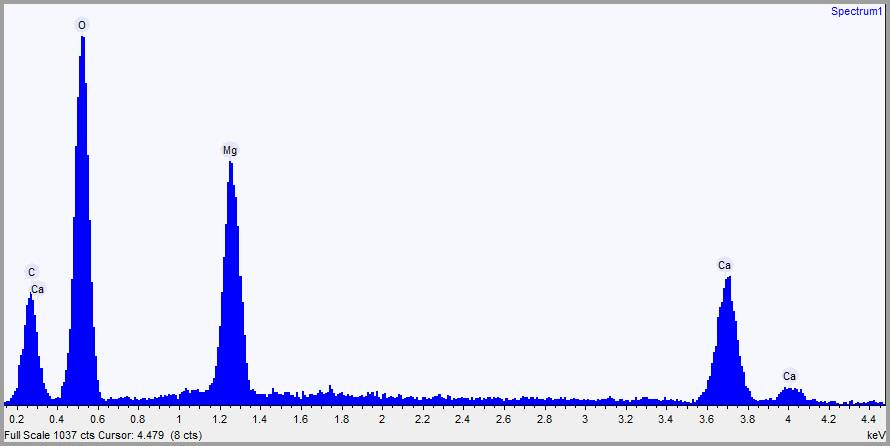 Spectrum1
O
Mg
C
Ca
Ca
Ca
0.2 0.4 0.6 0.8 1 1.2 1.4 1.6 1.8 2 2.2 2.4 2.6 2.8 3 3.2 3.4 3.6 3.8 4 4.2 4.4
Full Scale 1037 cts Cursor: 4.479 (8 cts) keV